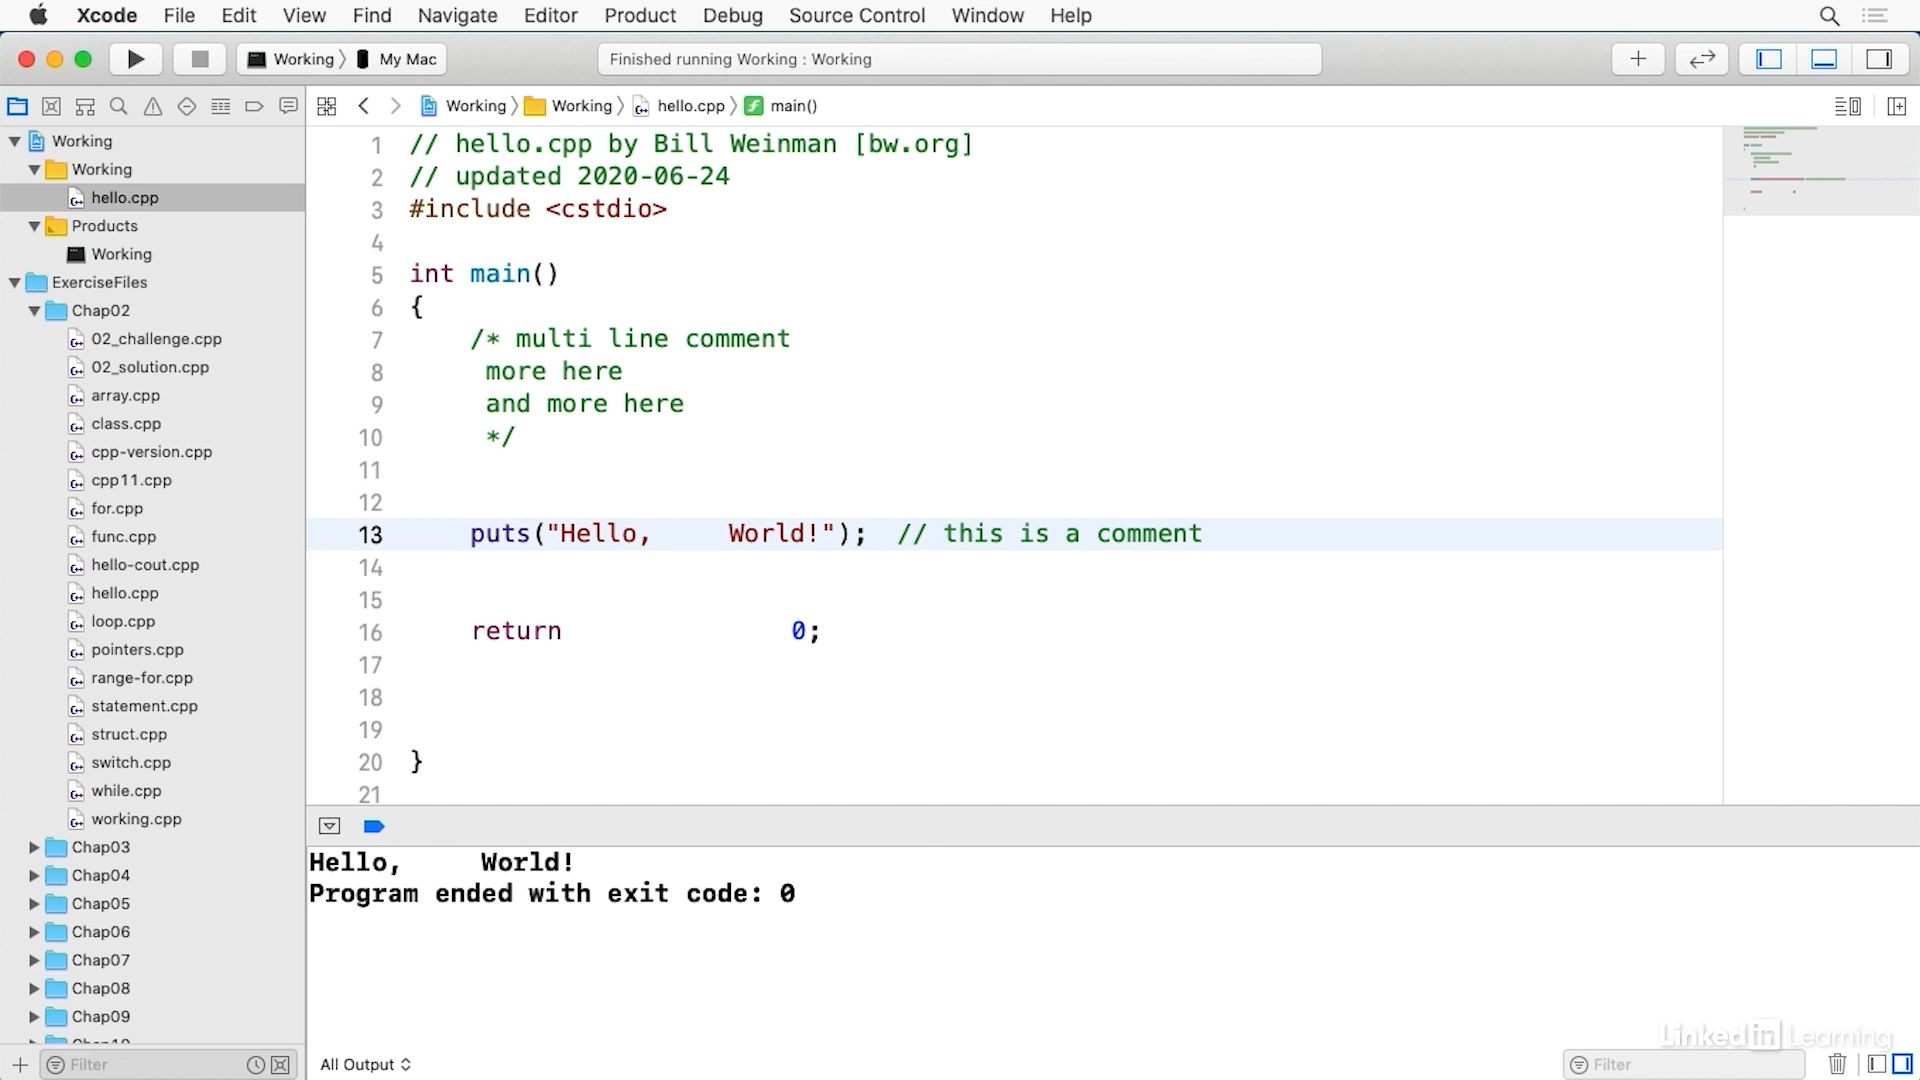 Xcode File Edit View Find Navigate Editor Product Debug Source Control Window Help
Working My Mac
Finished running Working : Working
Working Working hello.cpp main()
Working
Working
hello.cpp
Products
Working
ExerciseFiles
Chap02
02_challenge.cpp
02_solution.cpp
array.cpp
class.cpp
cpp-version.cpp
cpp11.cpp
for.cpp
func.cpp
hello-cout.cpp
hello.cpp
loop.cpp
pointers.cpp
range-for.cpp
statement.cpp
struct.cpp
switch.cpp
while.cpp
working.cpp
Chap03
Chap04
Chap05
Chap06
Chap07
Chap08
Chap09
Filter
1 // hello.cpp by Bill Weinman [bw.org]
2 // updated 2020-06-24
3 #include <cstdio>
4
5 int main()
6 {
7 /* multi line comment
8 more here
9 and more here
10 */
11
12
13 puts("Hello,     World!");  // this is a comment
14
15
16 return               0;
17
18
19
20 }
21
Hello,     World!
Program ended with exit code: 0
All Output
Filter
Linked in Learning